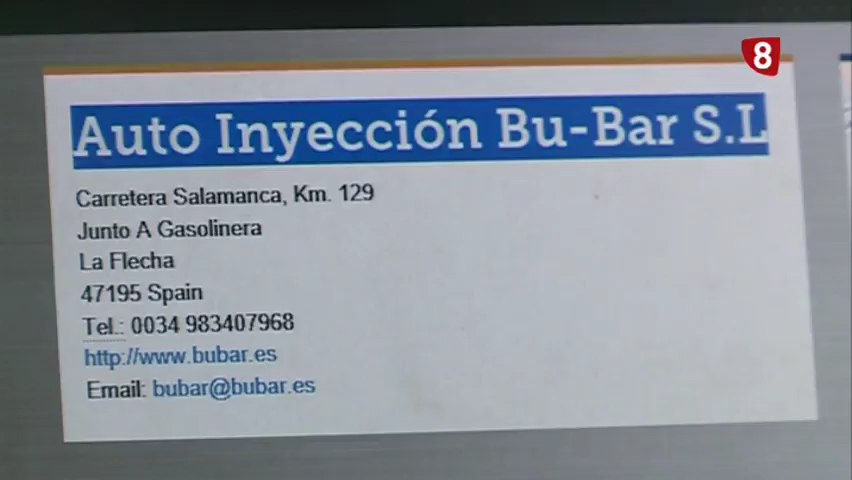 8
Auto Inyección Bu-Bar S.L
Carretera Salamanca, Km. 129
Junto A Gasolinera
La Flecha
47195 Spain
Tel.: 0034 983407968
http://www.bubar.es
Email: bubar@bubar.es